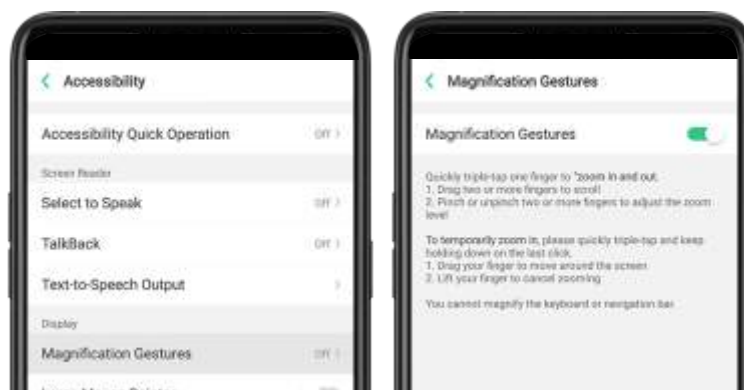 Accessibility
Accessibility Quick Operation Off
Screen Reader
Select to Speak Off
TalkBack Off
Text-to-Speech Output
Display
Magnification Gestures Off
Magnification Gestures
Magnification Gestures
Quickly triple-tap one finger to "zoom in and out.
1. Drag two or more fingers to scroll
2. Pinch or unpinch two or more fingers to adjust the zoom
level
To temporarily zoom in, please quickly triple-tap and keep
holding down on the last click.
1. Drag your finger to move around the screen
2. Lift your finger to cancel zooming
You cannot magnify the keyboard or navigation bar